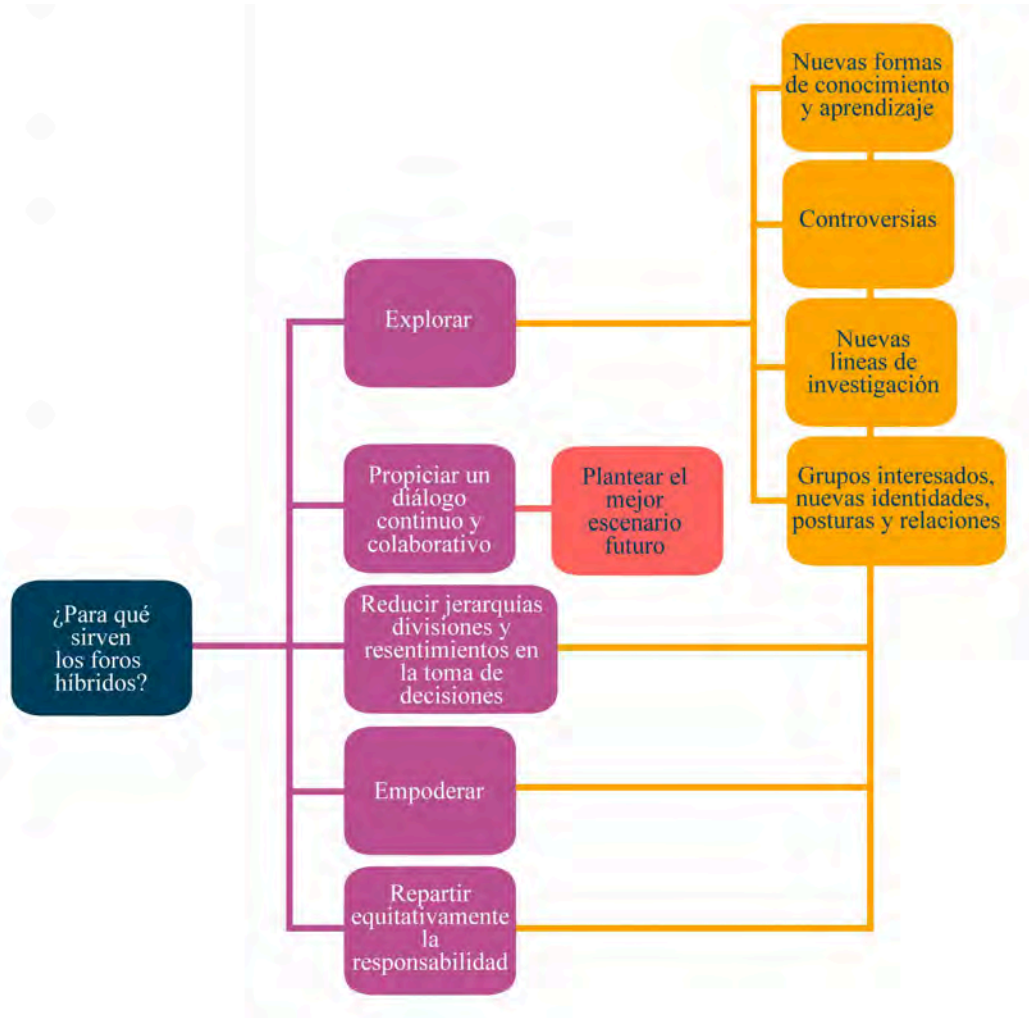 Nuevas formas
de conocimiento
y aprendizaje
Controversias
Explorar
Nuevas
lineas de
investigación
Propiciar un
diálogo
continuo y
colaborativo
Plantear el
mejor
escenario
futuro
Grupos interesados,
nuevas identidades,
posturas y relaciones
¿Para qué
sirven
los foros
híbridos?
Reducir jerarquías
divisiones y
resentimientos en
la toma de
decisiones
Empoderar
Repartir
equitativamente
la
responsabilidad